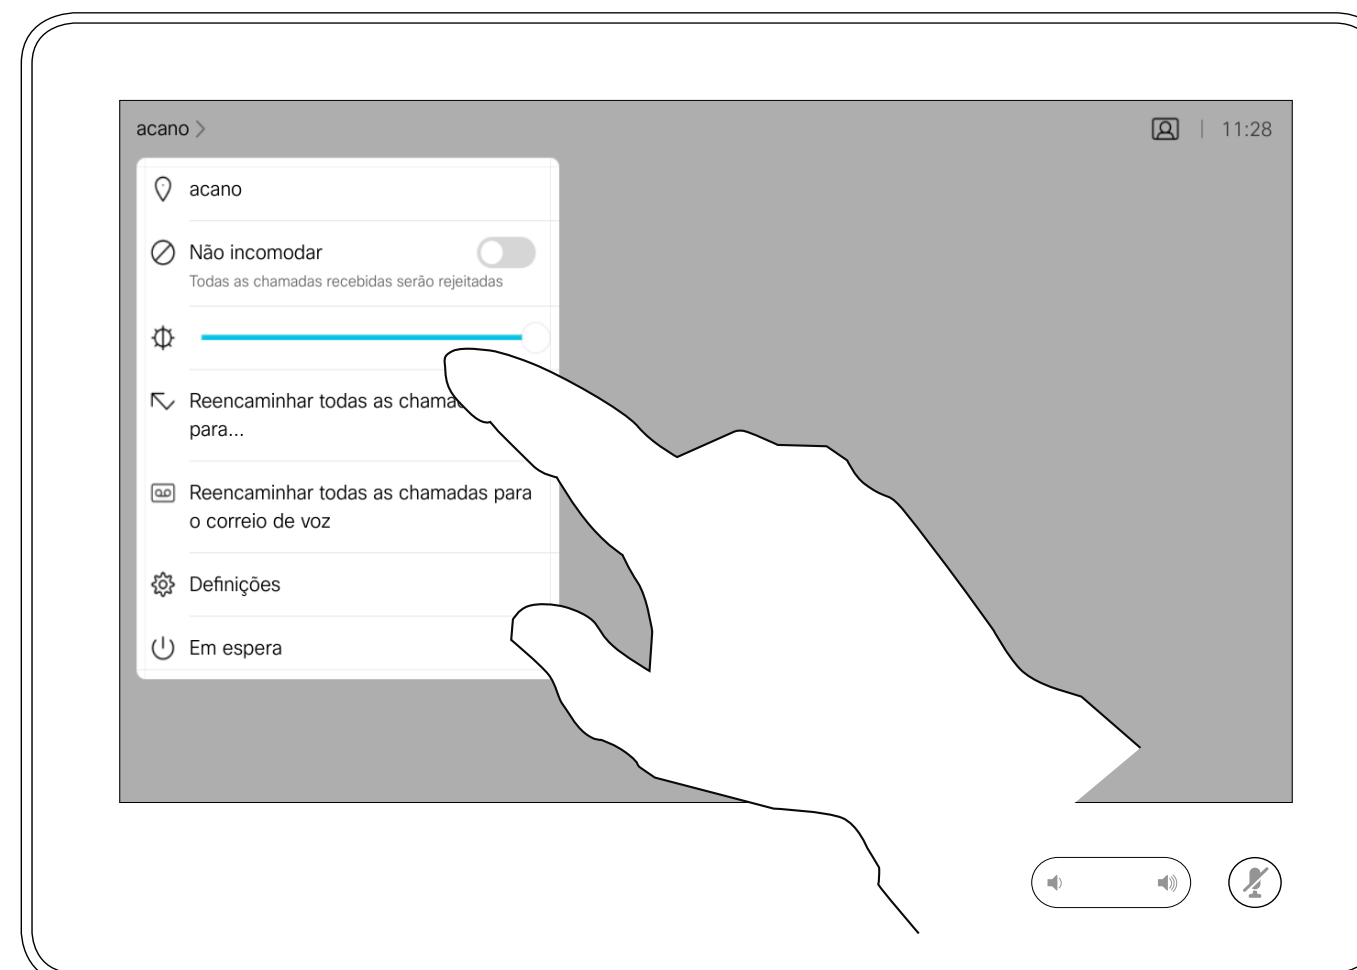 acano
11:28
acano
Não incomodar
Todas as chamadas recebidas serão rejeitadas
Reencaminhar todas as
para...
Reencaminhar todas as chamadas para
o correio de voz
Definições
Em espera